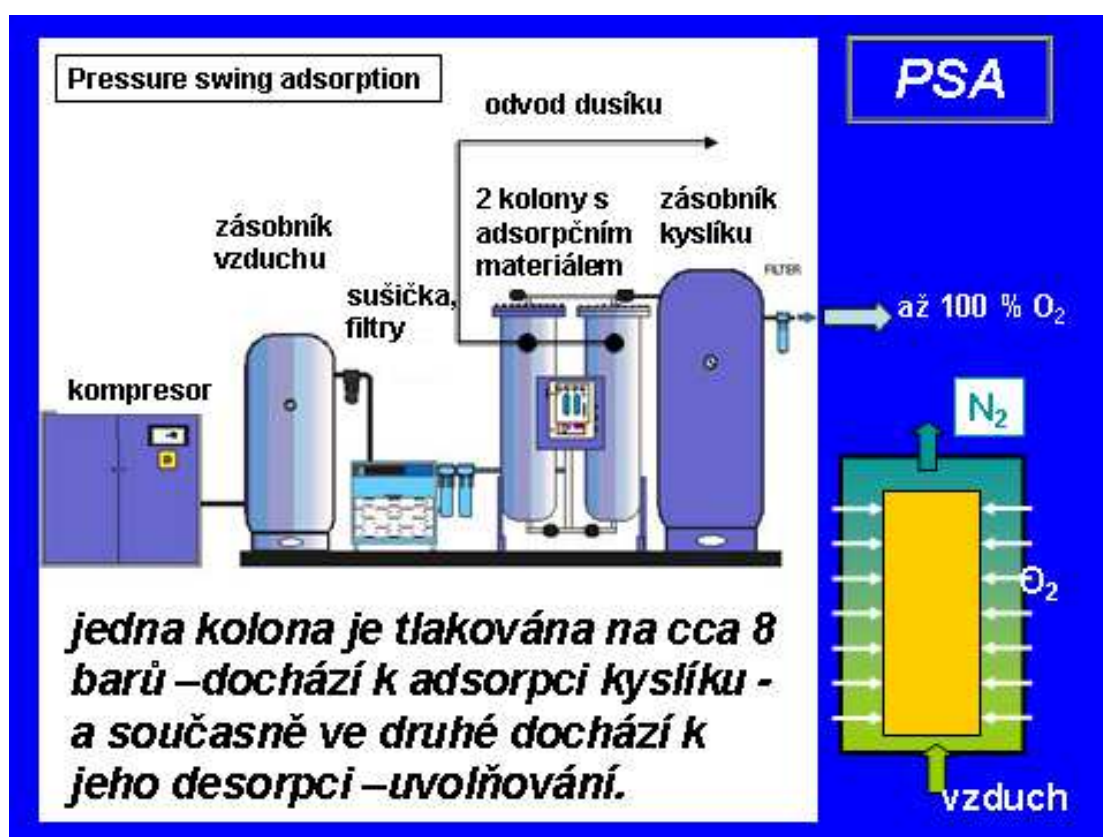 Pressure swing adsorption
PSA
odvod dusíku
2 kolony s
adsorpčním
materiálem
zásobník
kyslíku
zásobník
vzduchu
FILTER
sušička,
filtry
až 100 % O₂
kompresor
N₂
O₂
jedna kolona je tlakována na cca 8
barů –dochází k adsorpci kyslíku -
a současně ve druhé dochází k
jeho desorpci –uvolňování.
vzduch